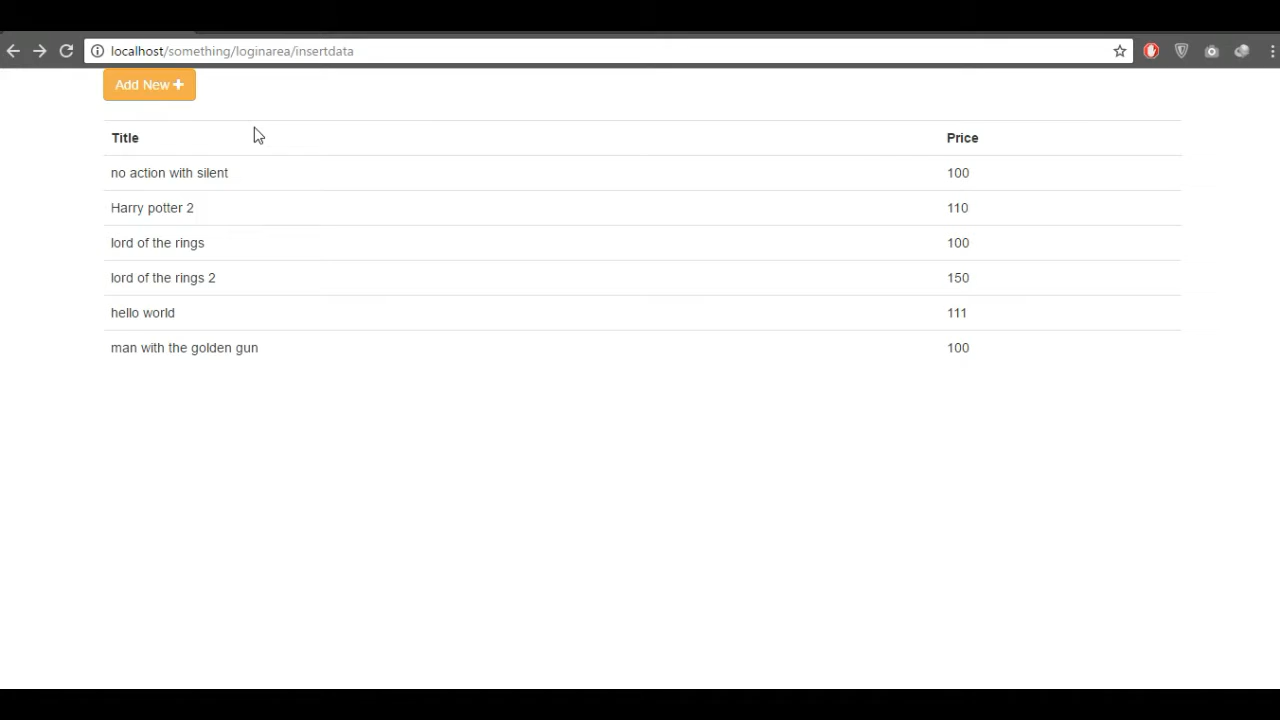 localhost/something/loginarea/insertdata
Add New
Title Price
no action with silent 100
Harry potter 2 110
lord of the rings 100
lord of the rings 2 150
hello world 111
man with the golden gun 100